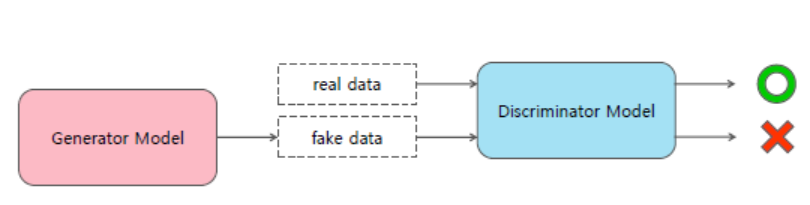 real data
Discriminator Model
Generator Model
fake data